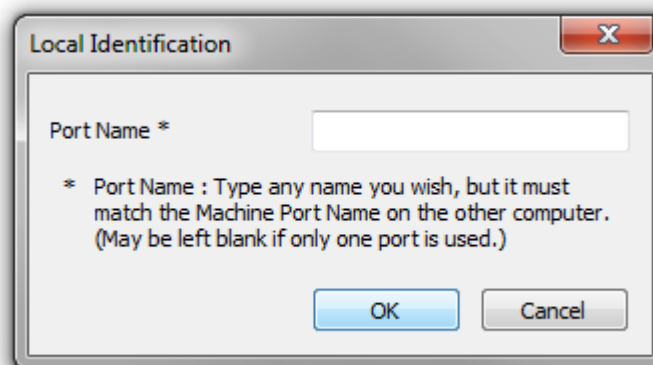 Local Identification
Port Name *
* Port Name : Type any name you wish, but it must
match the Machine Port Name on the other computer.
(May be left blank if only one port is used.)
OK Cancel